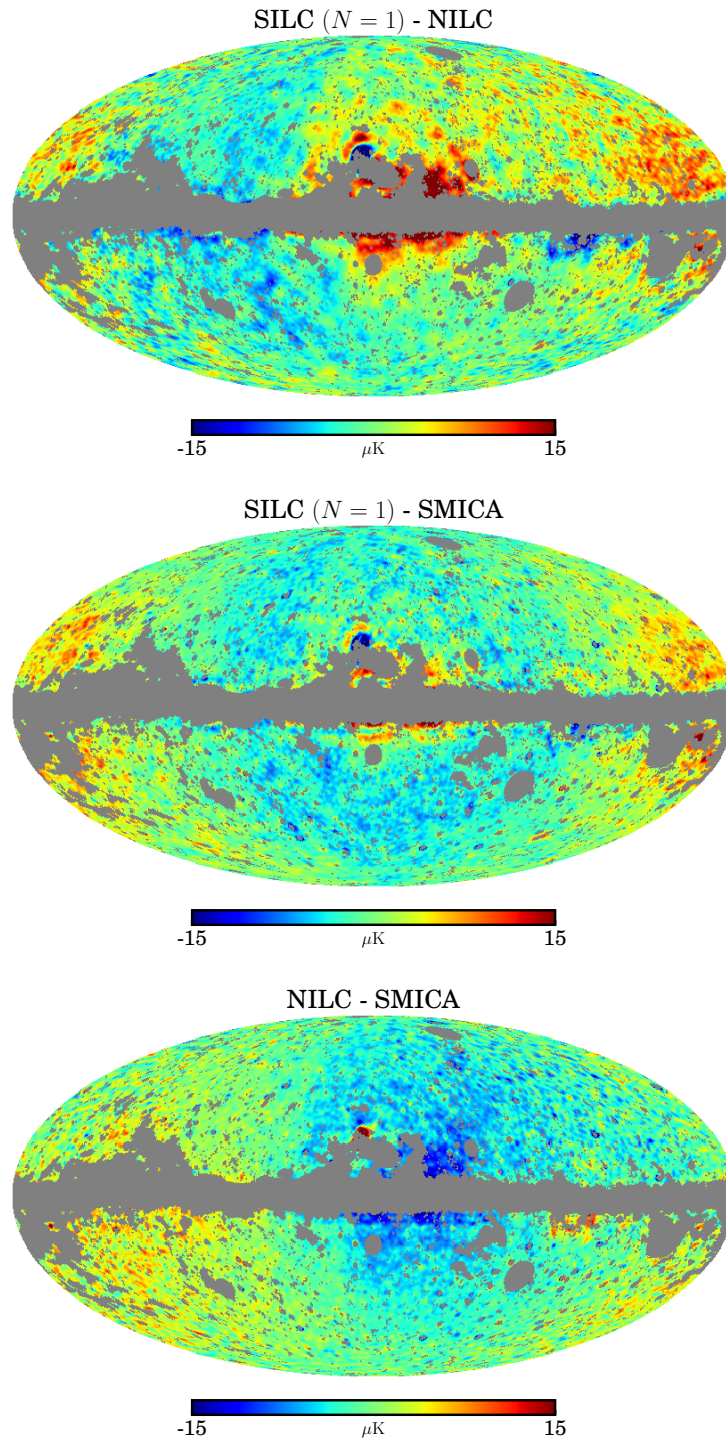 SILC (N = 1) - NILC
-15 15
μK
SILC (N = 1) - SMICA
-15 15
μK
NILC - SMICA
-15 15
μK